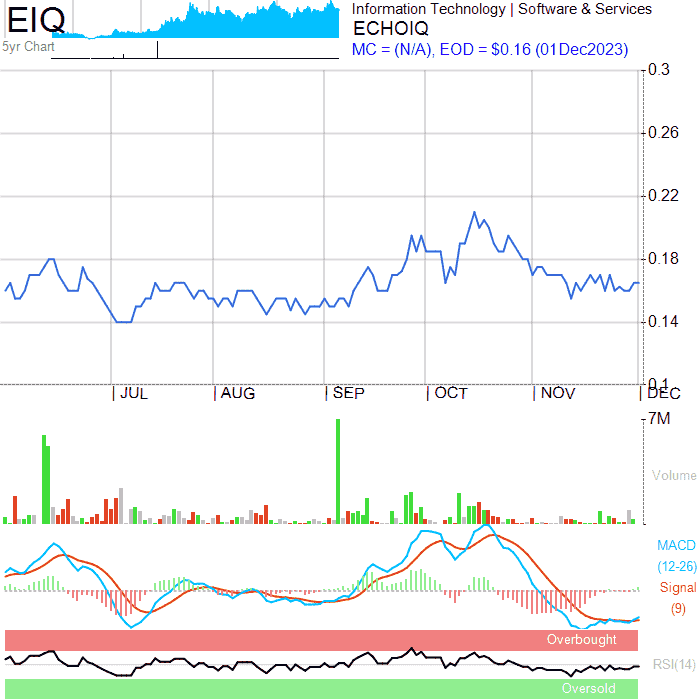 EIQ
5yr Chart
Information Technology | Software & Services
ECHOIQ
MC = (N/A), EOD = $0.16 (01Dec2023)
0.3
0.26
0.22
0.18
0.14
0.1
JUL AUG SEP OCT NOV DEC
7M
Volume
MACD
(12-26)
Signal
(9)
Overbought
RSI(14)
Oversold